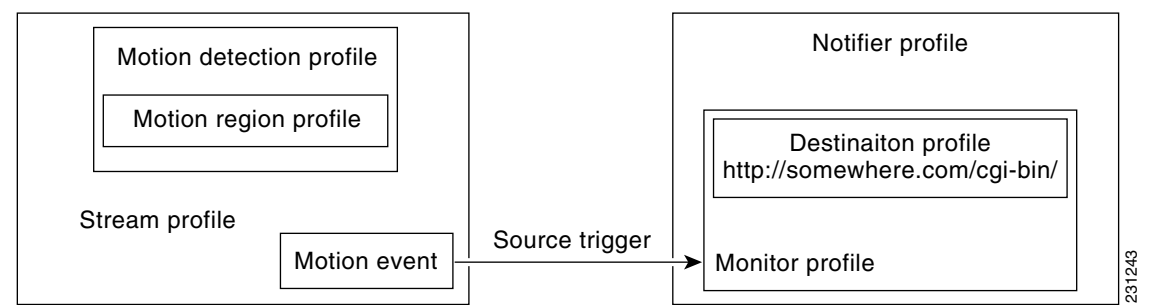 Motion detection profile
Motion region profile
Stream profile
Motion event
Source trigger
Notifier profile
Destinaiton profile
http://somewhere.com/cgi-bin/
Monitor profile
231243